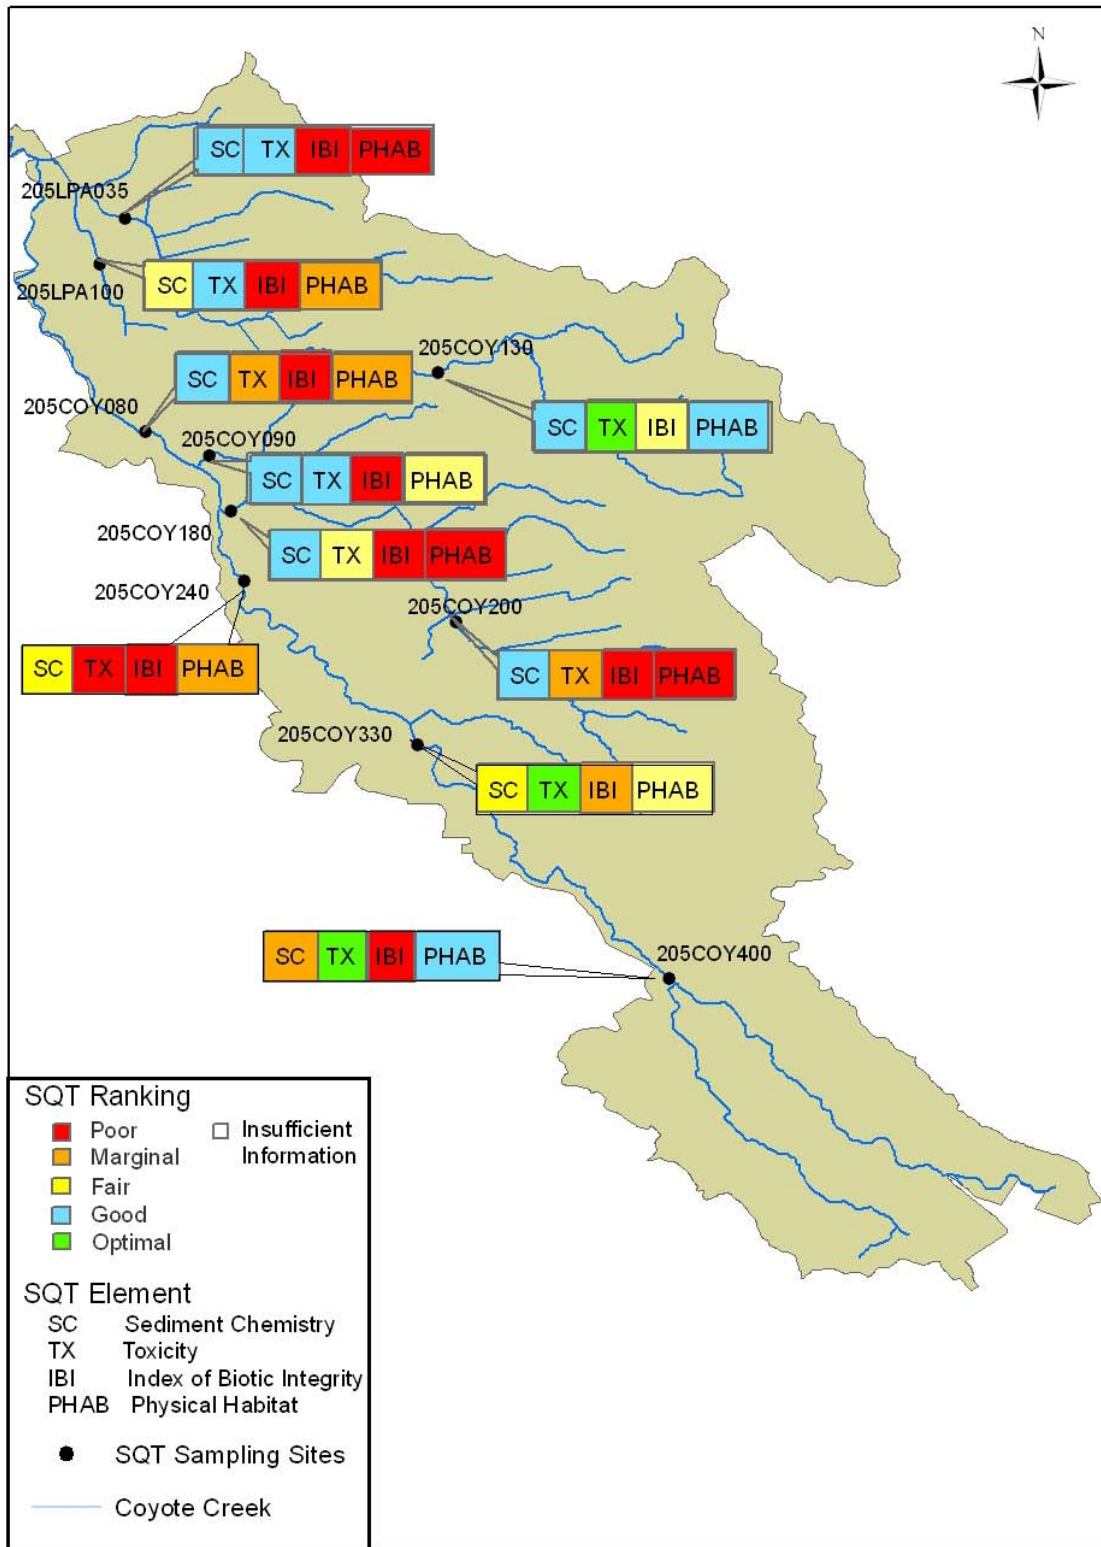 N
SC TX IBI PHAB
205LPA035
205LPA100
SC TX IBI PHAB
205COY130
SC TX IBI PHAB
205COY080
SC TX IBI PHAB
205COY090
SC TX IBI PHAB
205COY180
SC TX IBI PHAB
205COY240
205COY200
SC TX IBI PHAB
SC TX IBI PHAB
205COY330
SC TX IBI PHAB
SC TX IBI PHAB
205COY400
SQT Ranking
Poor
Marginal
Fair
Good
Optimal
Insufficient
Information
SQT Element
SC Sediment Chemistry
TX Toxicity
IBI Index of Biotic Integrity
PHAB Physical Habitat
SQT Sampling Sites
Coyote Creek